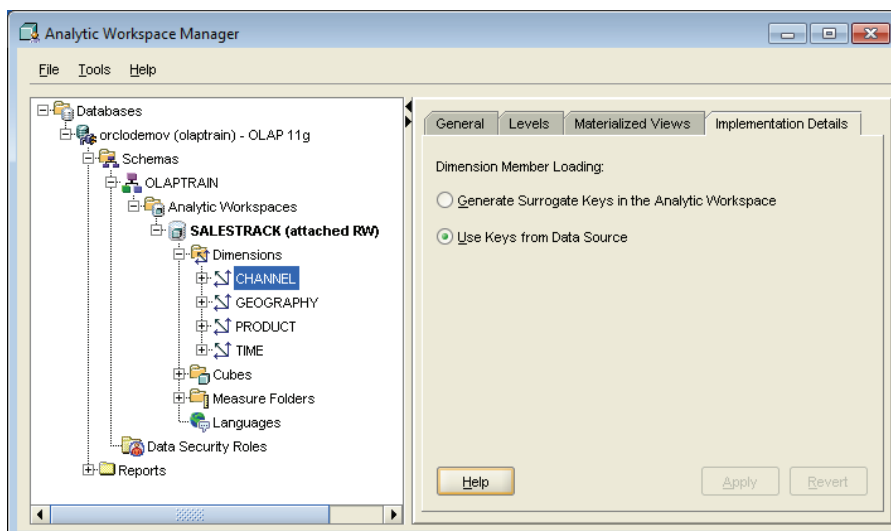 Analytic Workspace Manager
File Tools Help
Databases
orclodemov (olaptrain) - OLAP 11g
Schemas
OLAPTRAIN
Analytic Workspaces
SALESTRACK (attached RW)
Dimensions
CHANNEL
GEOGRAPHY
PRODUCT
TIME
Cubes
Measure Folders
Languages
Data Security Roles
Reports
General Levels Materialized Views Implementation Details
Dimension Member Loading:
Generate Surrogate Keys in the Analytic Workspace
Use Keys from Data Source
Help Apply Revert